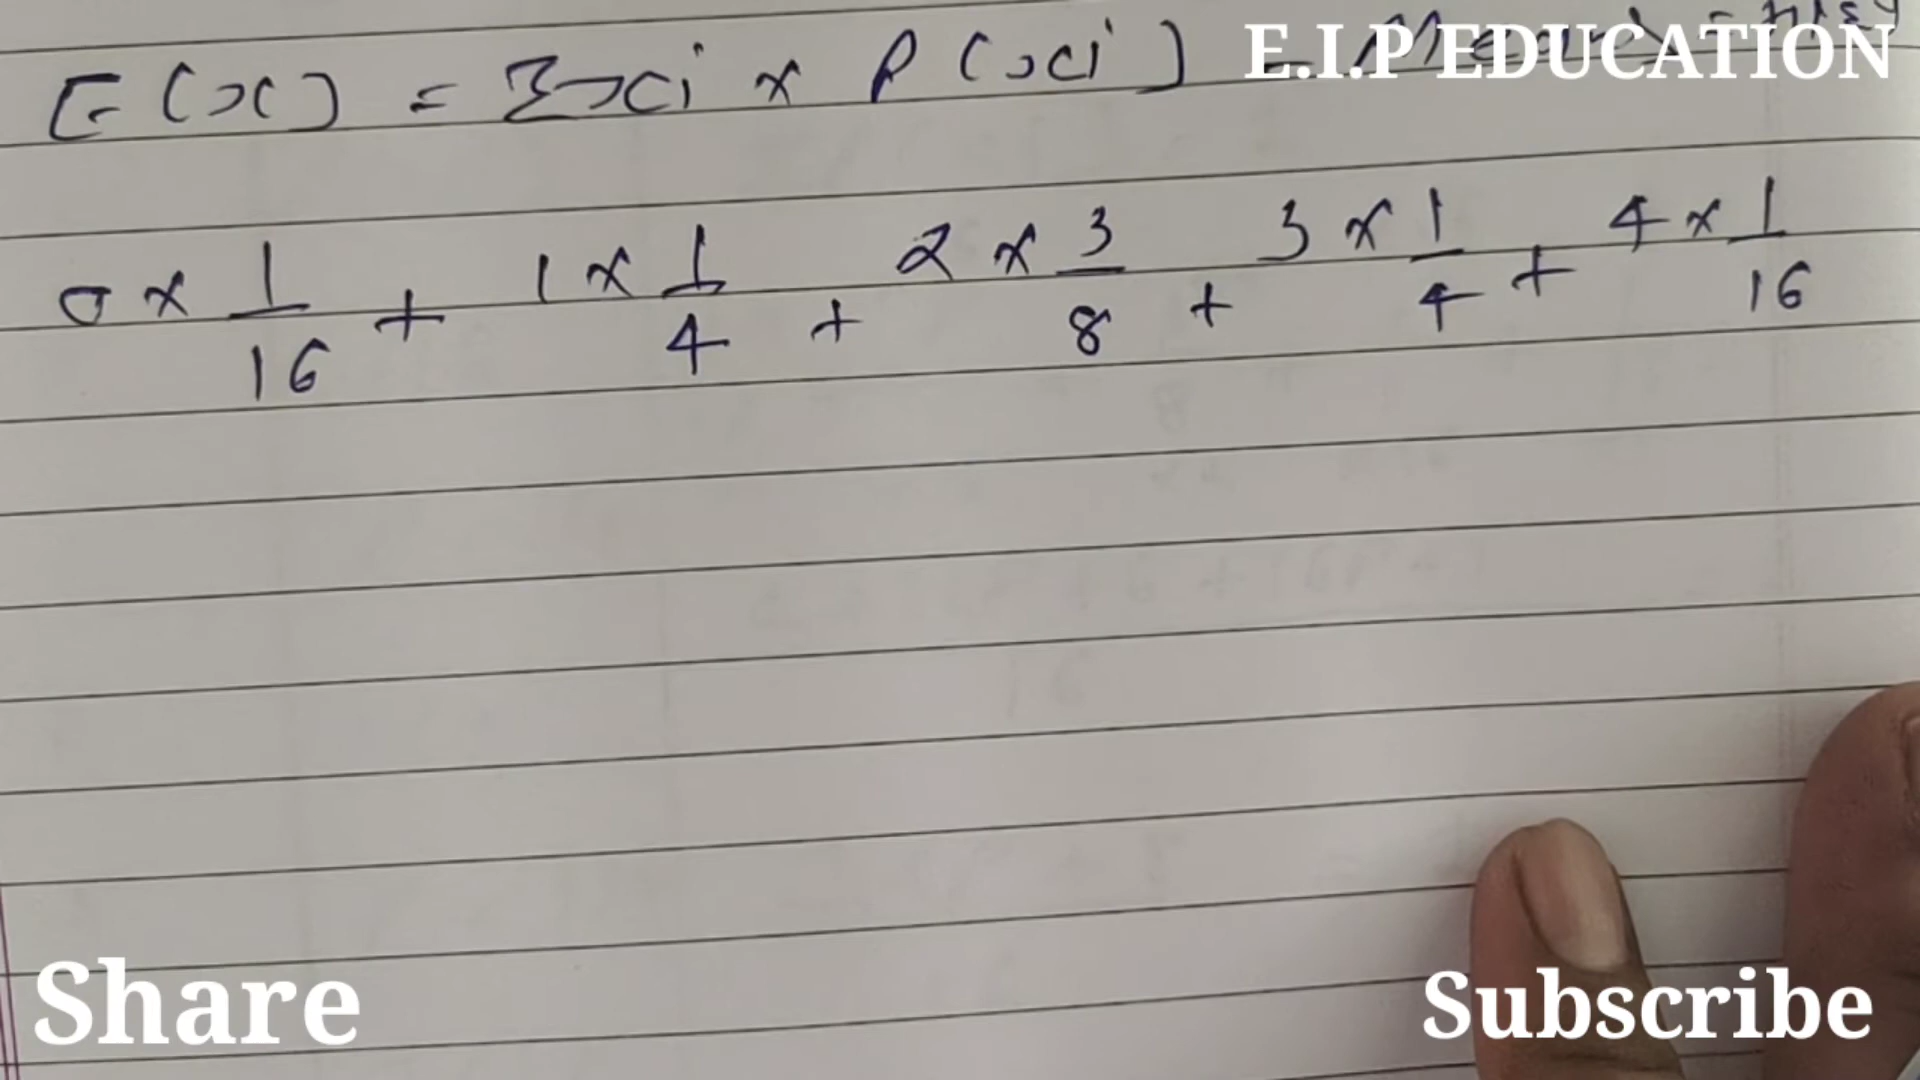 E(x) = Σxi × P(xi)
E.I.P EDUCATION
0 × 1/16 + 1 × 1/4 + 2 × 3/8 + 3 × 1/4 + 4 × 1/16
Share
Subscribe